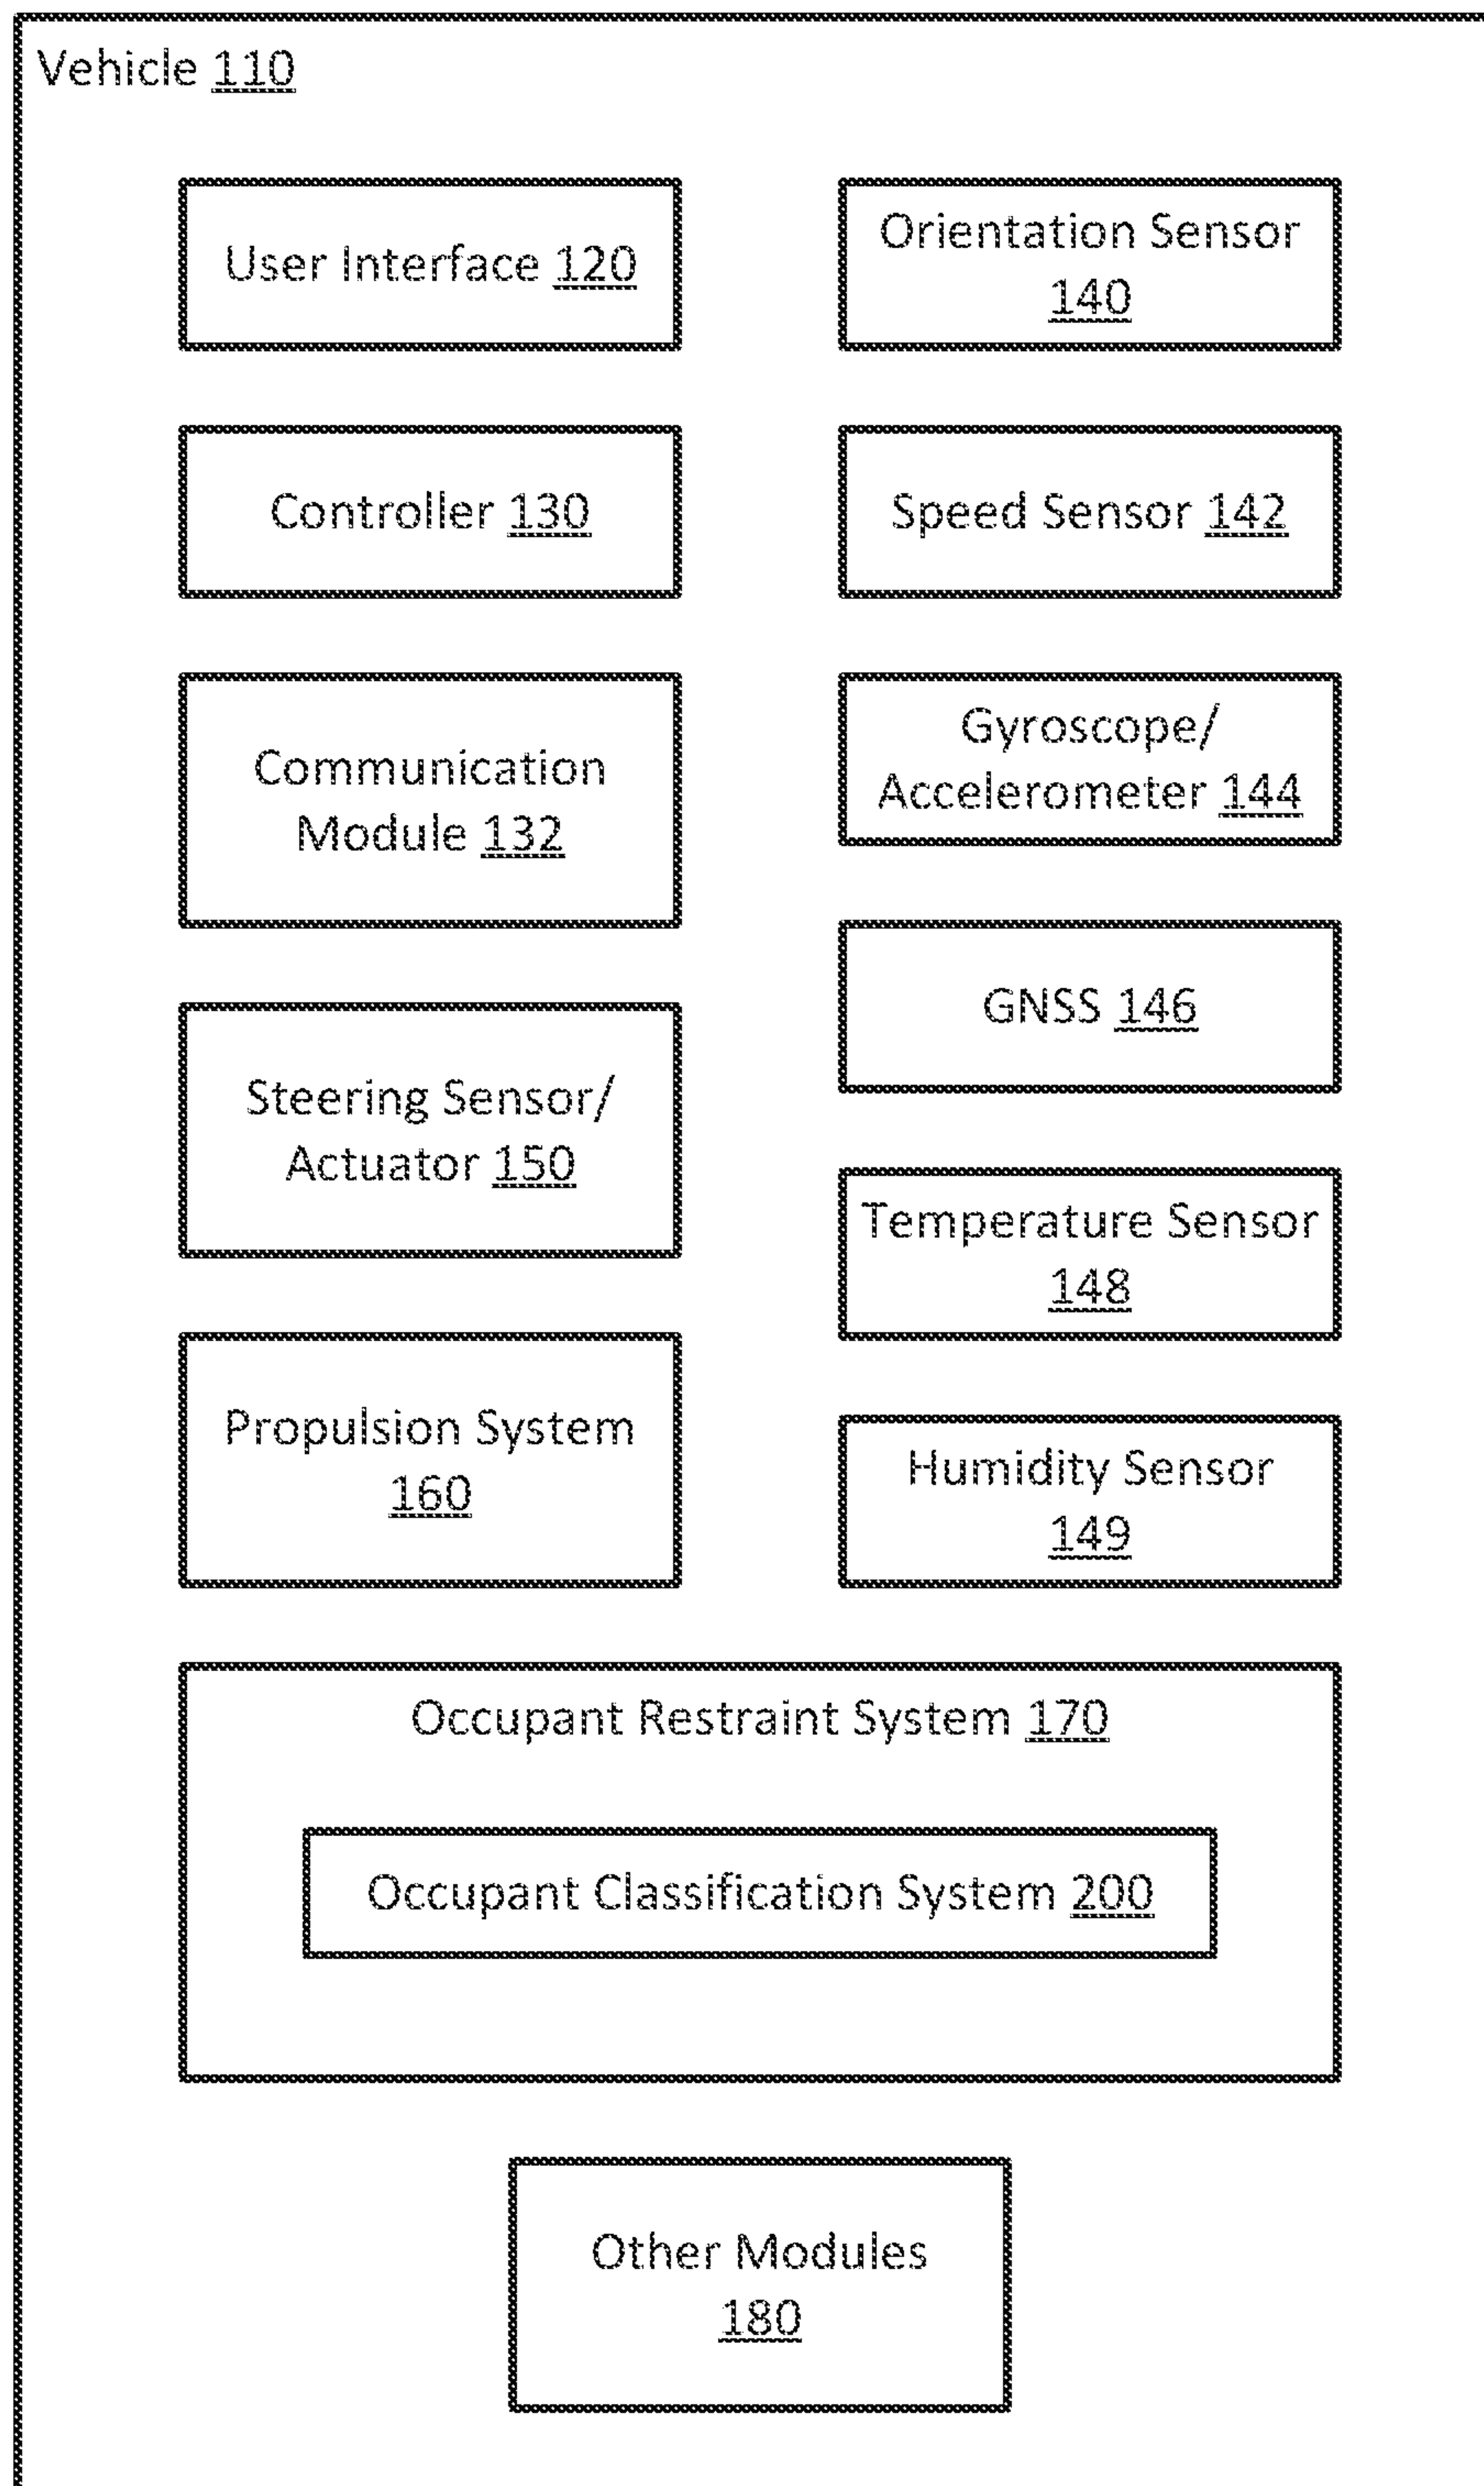 Vehicle 110
User Interface 120
Controller 130
Communication
Module 132
Steering Sensor/
Actuator 150
Propulsion System
160
Orientation Sensor
140
Speed Sensor 142
Gyroscope/
Accelerometer 144
GNSS 146
Temperature Sensor
148
Humidity Sensor
149
Occupant Restraint System 170
Occupant Classification System 200
Other Modules
180